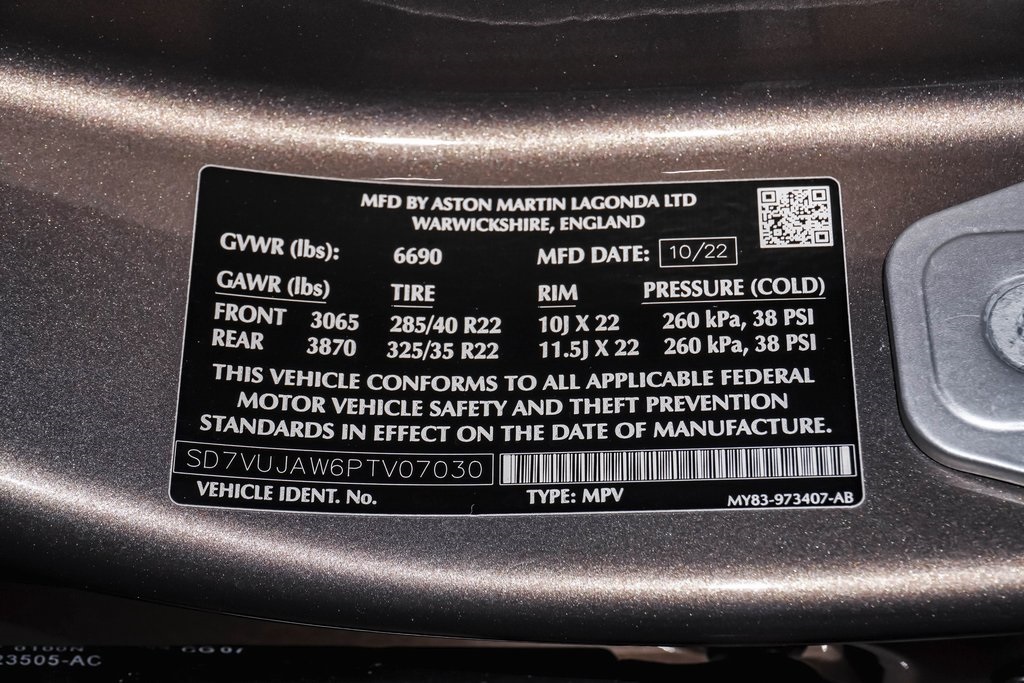 MFD BY ASTON MARTIN LAGONDA LTD
WARWICKSHIRE, ENGLAND
GVWR (lbs): 6690 MFD DATE: 10/22
GAWR (lbs) TIRE RIM PRESSURE (COLD)
FRONT 3065 285/40 R22 10J X 22 260 kPa, 38 PSI
REAR 3870 325/35 R22 11.5J X 22 260 kPa, 38 PSI
THIS VEHICLE CONFORMS TO ALL APPLICABLE FEDERAL
MOTOR VEHICLE SAFETY AND THEFT PREVENTION
STANDARDS IN EFFECT ON THE DATE OF MANUFACTURE.
SD7VUJAW6PTV07030
VEHICLE IDENT. No. TYPE: MPV MY83-973407-AB
23505-AC